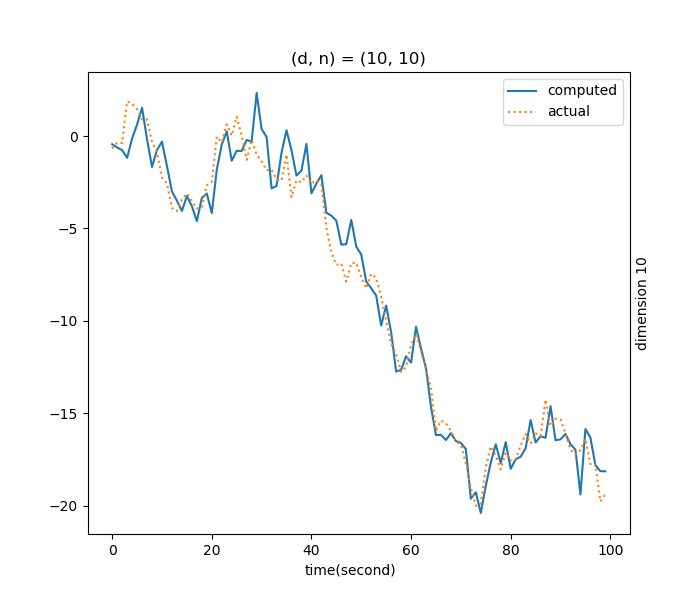 (d, n) = (10, 10)
computed
actual
0
−5
−10
−15
−20
dimension 10
0
20
40
60
80
100
time(second)